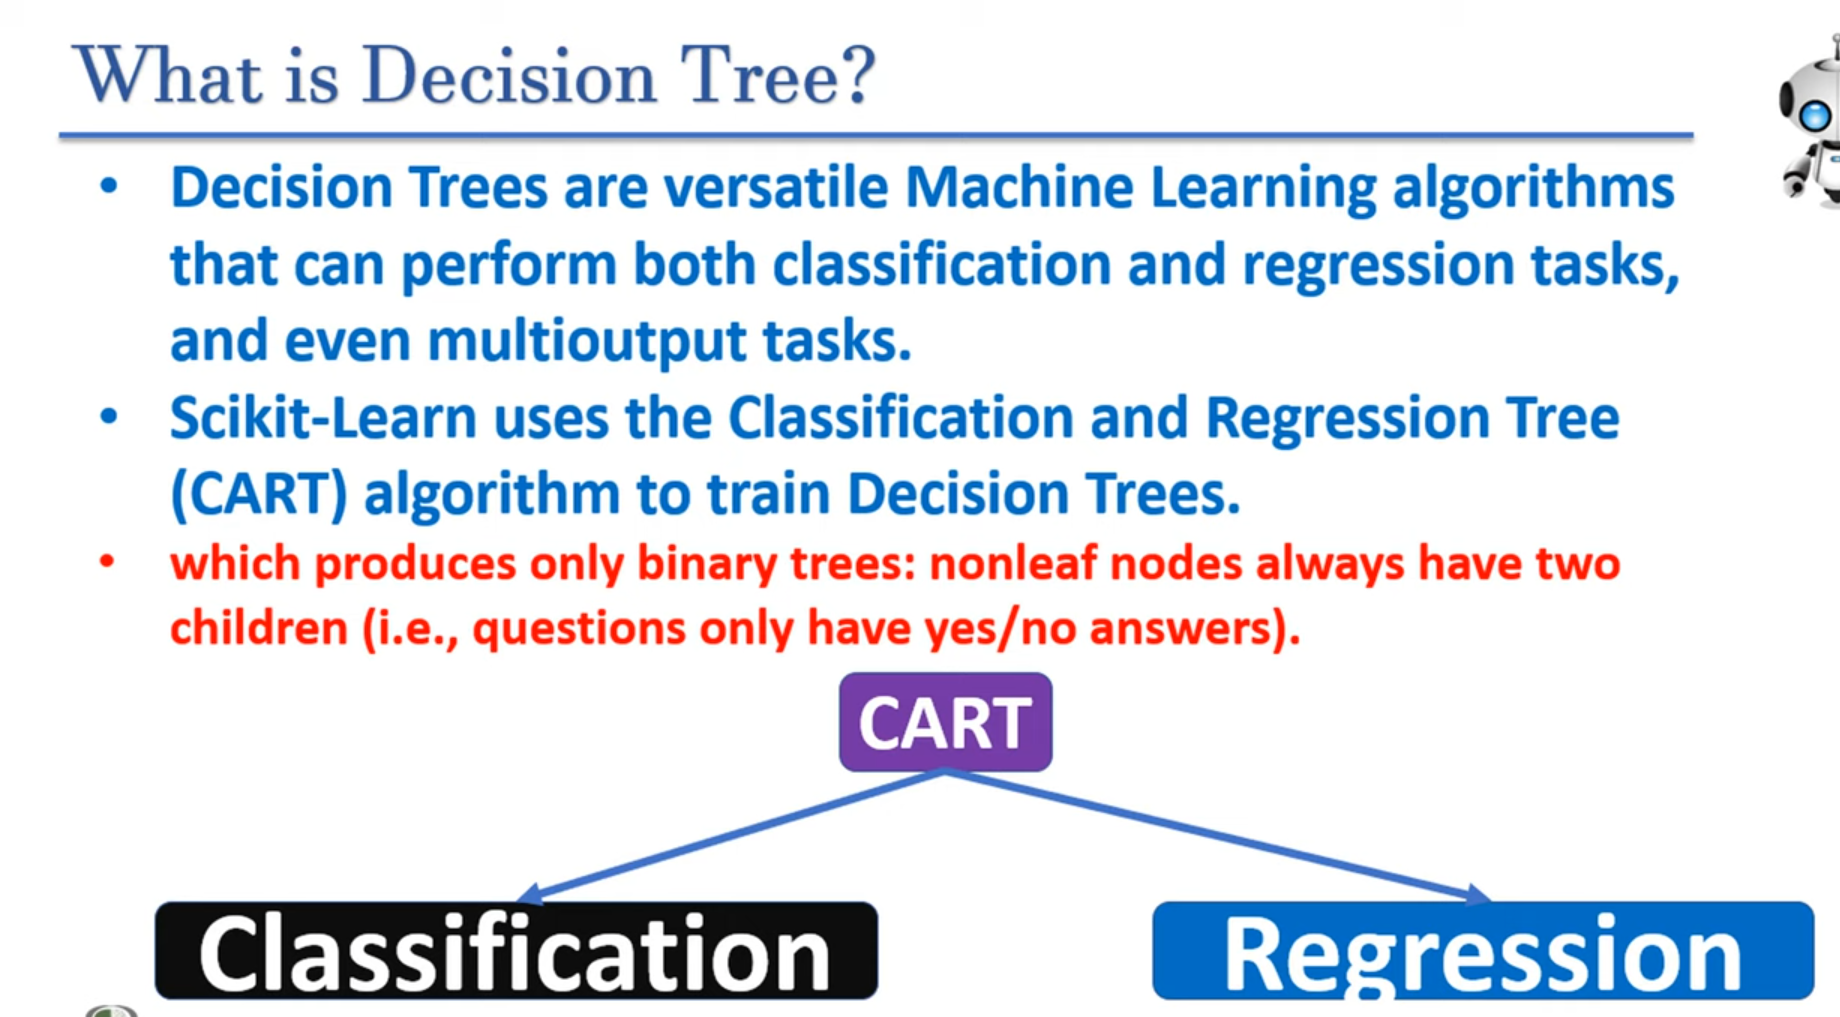 What is Decision Tree?
• Decision Trees are versatile Machine Learning algorithms
that can perform both classification and regression tasks,
and even multioutput tasks.
• Scikit-Learn uses the Classification and Regression Tree
(CART) algorithm to train Decision Trees.
• which produces only binary trees: nonleaf nodes always have two
children (i.e., questions only have yes/no answers).
CART
Classification
Regression